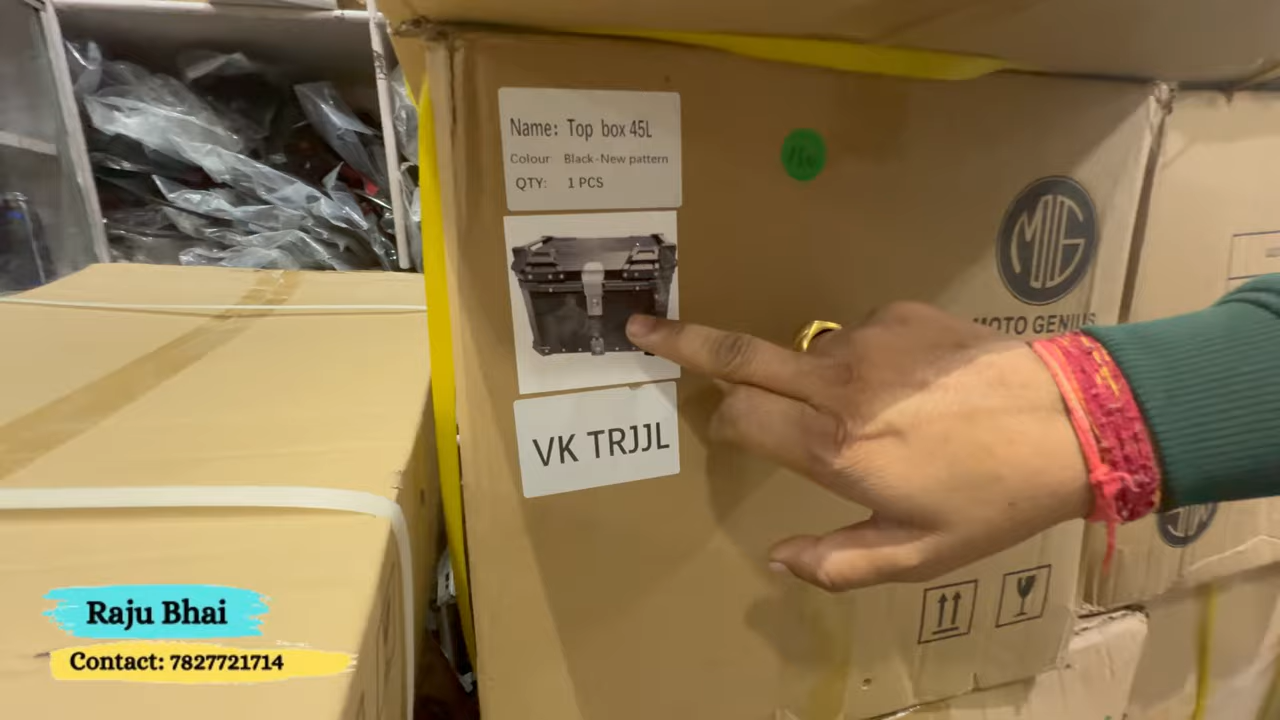 Name: Top box 45L
Colour Black-New pattern
QTY: 1 PCS
VK TRJJL
MIIG
MOTO GENIUS
Raju Bhai
Contact: 7827721714